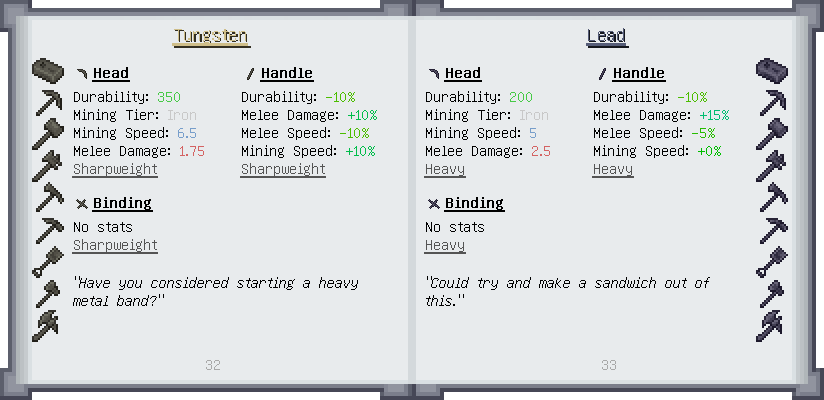 Tungsten
Head
Durability: 350
Mining Tier: Iron
Mining Speed: 6.5
Melee Damage: 1.75
Sharpweight
Handle
Durability: -10%
Melee Damage: +10%
Melee Speed: -10%
Mining Speed: +10%
Sharpweight
Binding
No stats
Sharpweight
"Have you considered starting a heavy
metal band?"
32
Lead
Head
Durability: 200
Mining Tier: Iron
Mining Speed: 5
Melee Damage: 2.5
Heavy
Handle
Durability: -10%
Melee Damage: +15%
Melee Speed: -5%
Mining Speed: +0%
Heavy
Binding
No stats
Heavy
"Could try and make a sandwich out of
this."
33